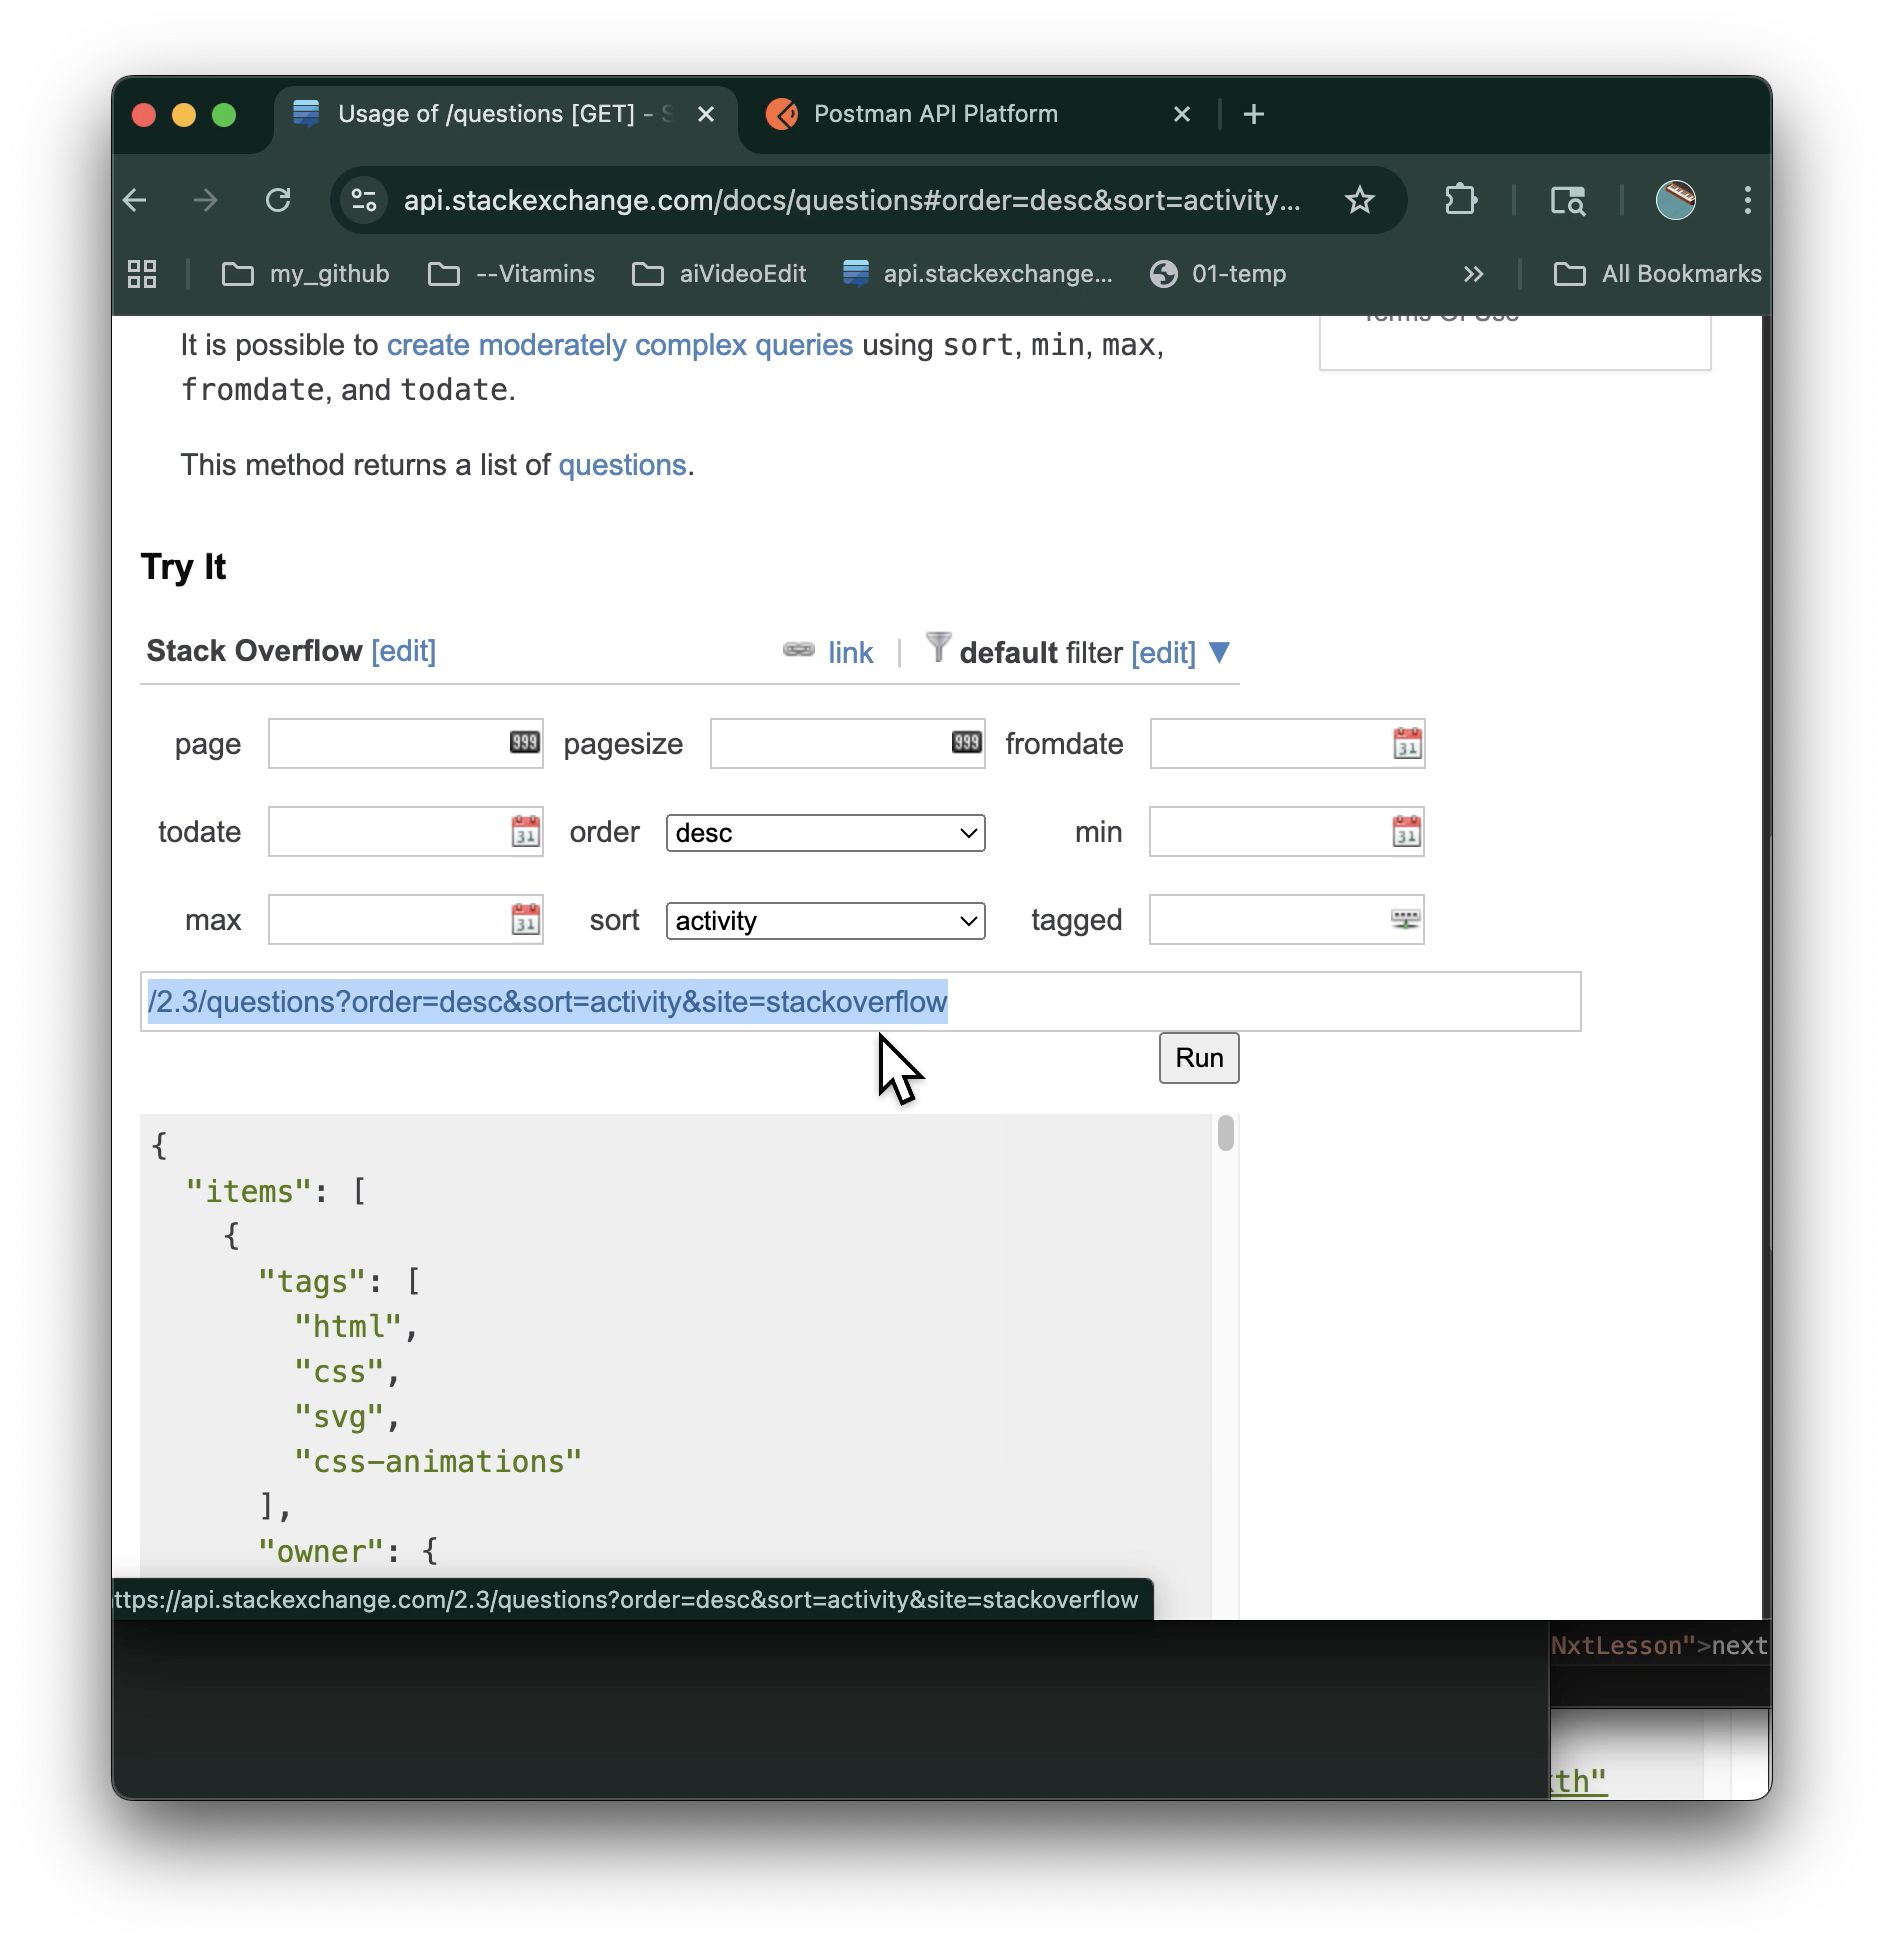 Usage of /questions [GET] - S
Postman API Platform
api.stackexchange.com/docs/questions#order=desc&sort=activity...
my_github
--Vitamins
aiVideoEdit
api.stackexchange...
01-temp
All Bookmarks
Terms Of Use
It is possible to create moderately complex queries using sort, min, max,
fromdate, and todate.
This method returns a list of questions.
Try It
Stack Overflow [edit]
link | default filter [edit] ▼
page 999 pagesize 999 fromdate 31
todate 31 order desc min 31
max 31 sort activity tagged
/2.3/questions?order=desc&sort=activity&site=stackoverflow
Run
{
"items": [
{
"tags": [
"html",
"css",
"svg",
"css-animations"
],
"owner": {
ttps://api.stackexchange.com/2.3/questions?order=desc&sort=activity&site=stackoverflow
NxtLesson">next
th"